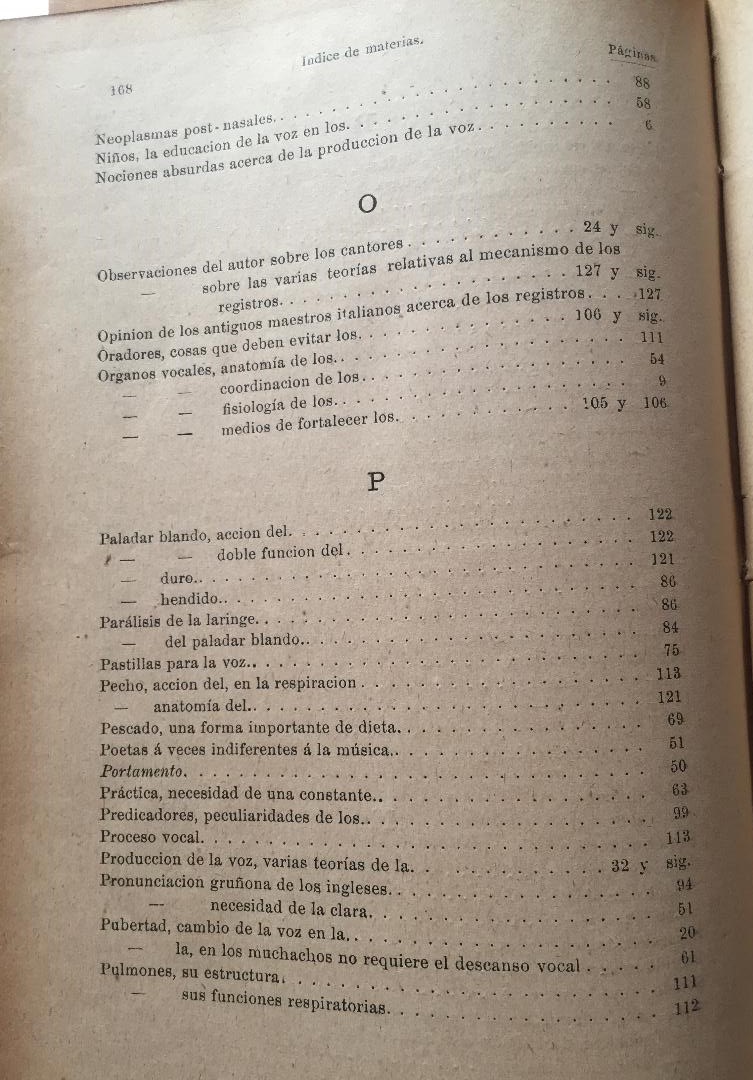 168
Índice de materias.
Páginas.
Neoplasmas post-nasales. 88
Niños, la educacion de la voz en los. 58
Nociones absurdas acerca de la produccion de la voz. 6
O
Observaciones del autor sobre los cantores. 24 y sig.
— sobre las varias teorías relativas al mecanismo de los
registros. 127 y sig.
Opinion de los antiguos maestros italianos acerca de los registros. 127
Oradores, cosas que deben evitar los. 106 y sig.
Organos vocales, anatomía de los. 111
— — coordinacion de los. 54
— — fisiología de los. 9
— — medios de fortalecer los. 105 y 106
P
Paladar blando, accion del. 122
— — doble funcion del. 122
— duro. 121
— hendido. 86
Parálisis de la laringe. 86
— del paladar blando. 84
Pastillas para la voz. 75
Pecho, accion del, en la respiracion. 113
— anatomía del. 121
Pescado, una forma importante de dieta. 69
Poetas á veces indiferentes á la música. 51
Portamento. 50
Práctica, necesidad de una constante. 63
Predicadores, peculiaridades de los. 99
Proceso vocal. 113
Produccion de la voz, varias teorías de la. 32 y sig.
Pronunciacion gruñona de los ingleses. 94
— necesidad de la clara. 51
Pubertad, cambio de la voz en la. 20
— la, en los muchachos no requiere el descanso vocal. 61
Pulmones, su estructura. 111
— sus funciones respiratorias. 112